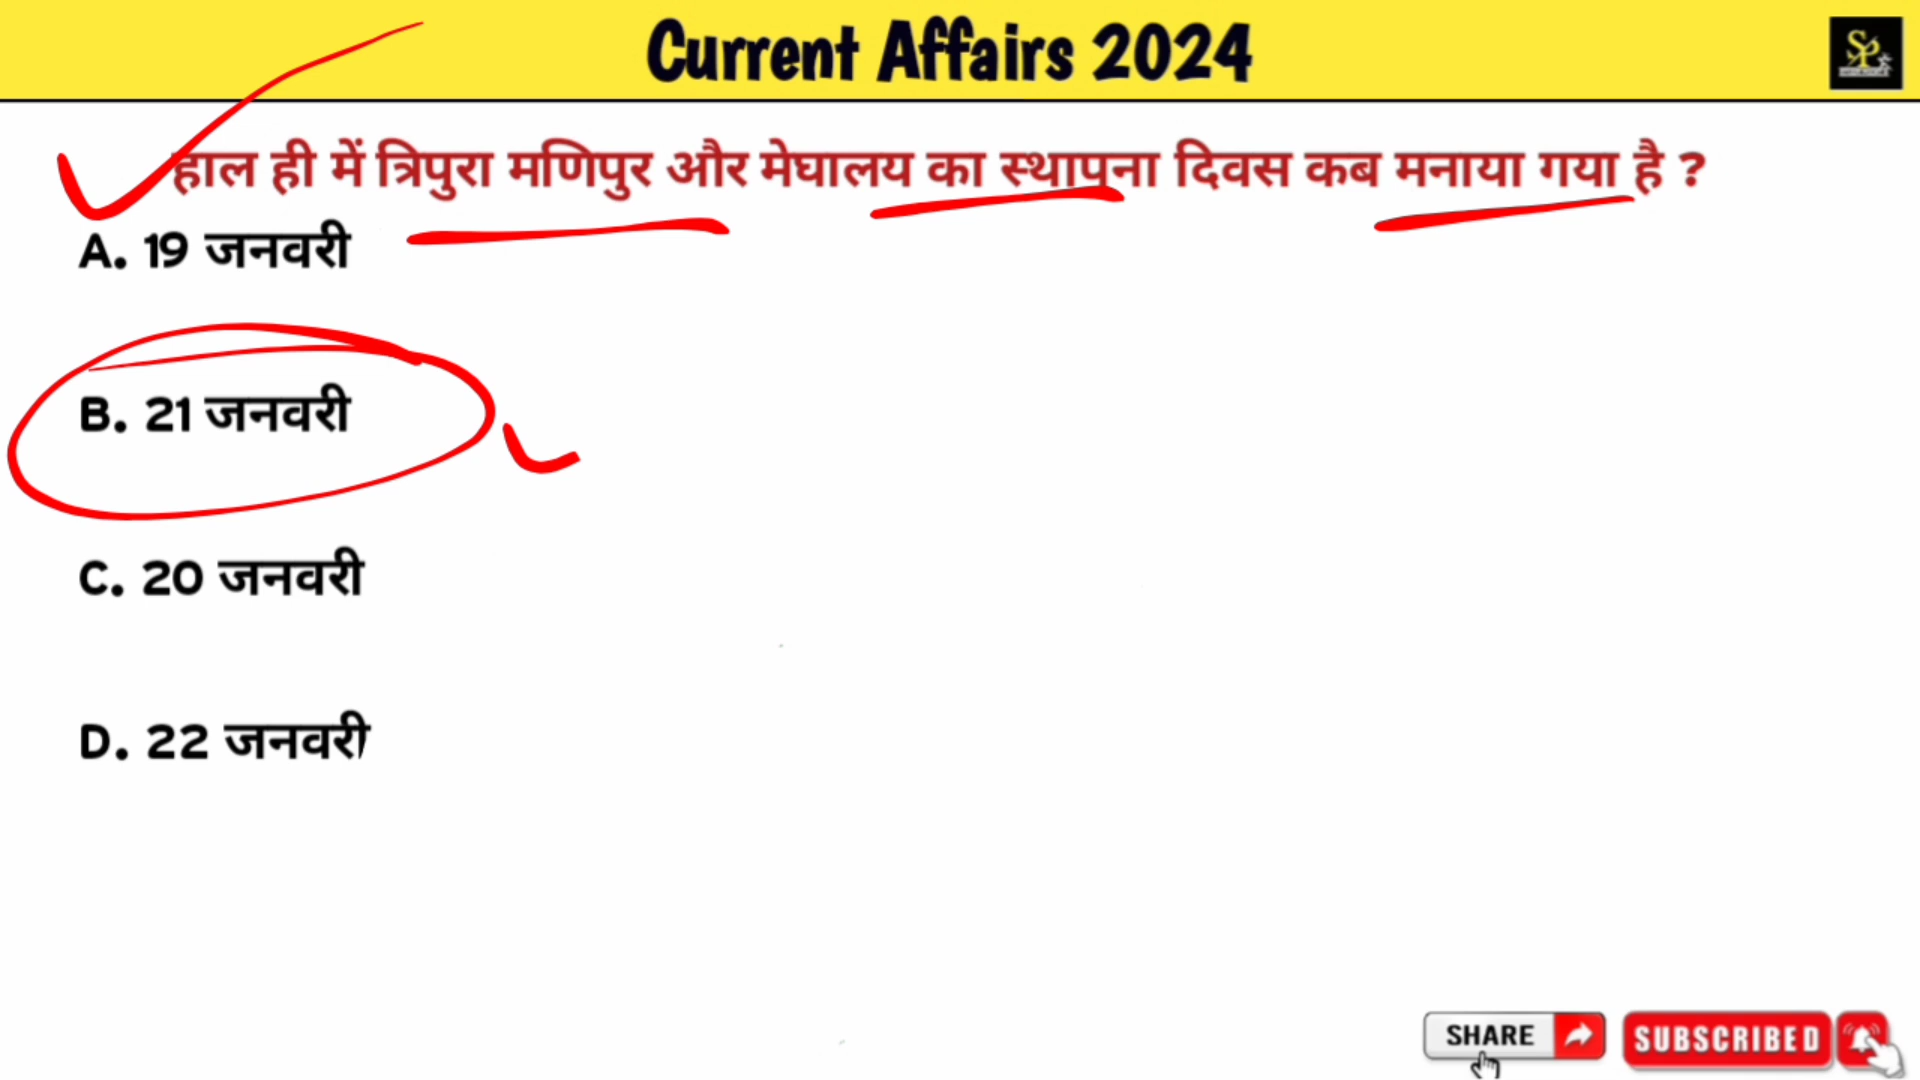 Current Affairs 2024
हाल ही में त्रिपुरा मणिपुर और मेघालय का स्थापना दिवस कब मनाया गया है ?
A. 19 जनवरी
B. 21 जनवरी
C. 20 जनवरी
D. 22 जनवरी
SHARE
SUBSCRIBED